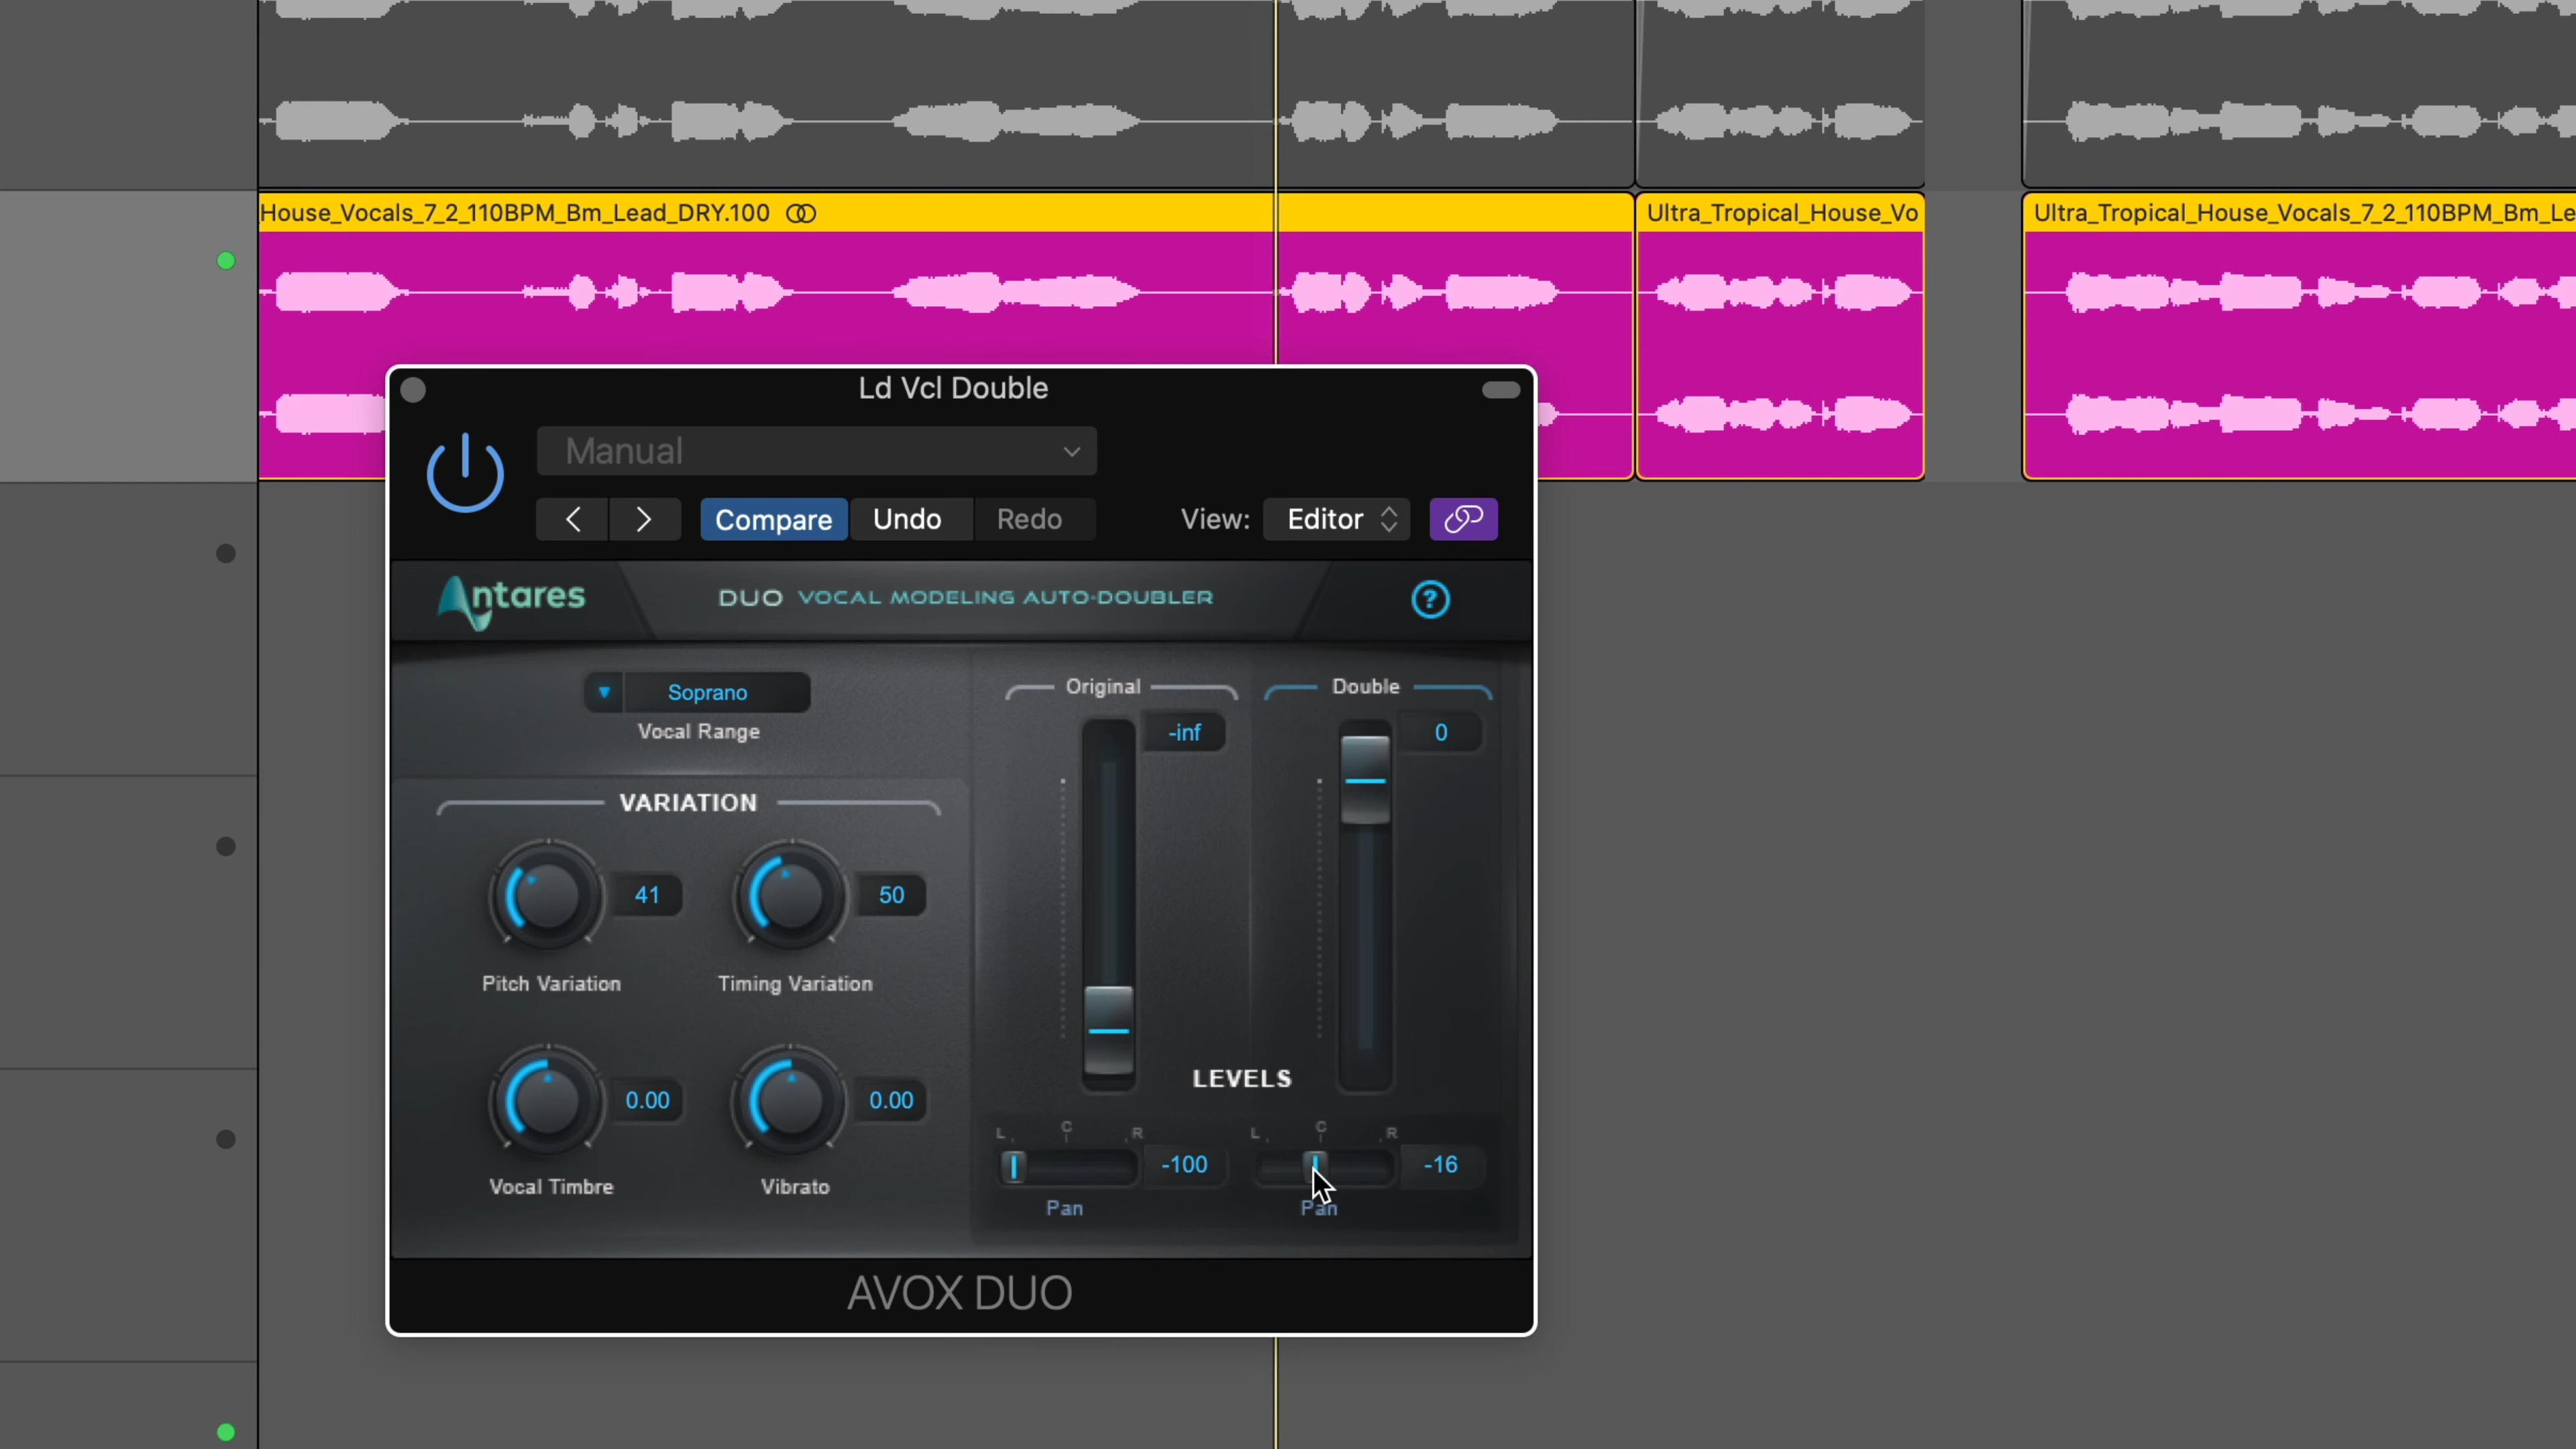 House_Vocals_7_2_110BPM_Bm_Lead_DRY.100
Ultra_Tropical_House_Vo
Ultra_Tropical_House_Vocals_7_2_110BPM_Bm_Le
Ld Vcl Double
Manual
Compare Undo Redo View: Editor
Antares DUO VOCAL MODELING AUTO-DOUBLER ?
Soprano
Vocal Range
Original Double
-inf 0
VARIATION
41 50
Pitch Variation Timing Variation
LEVELS
0.00 0.00
Vocal Timbre Vibrato
L C R L C R
-100 -16
Pan Pan
AVOX DUO